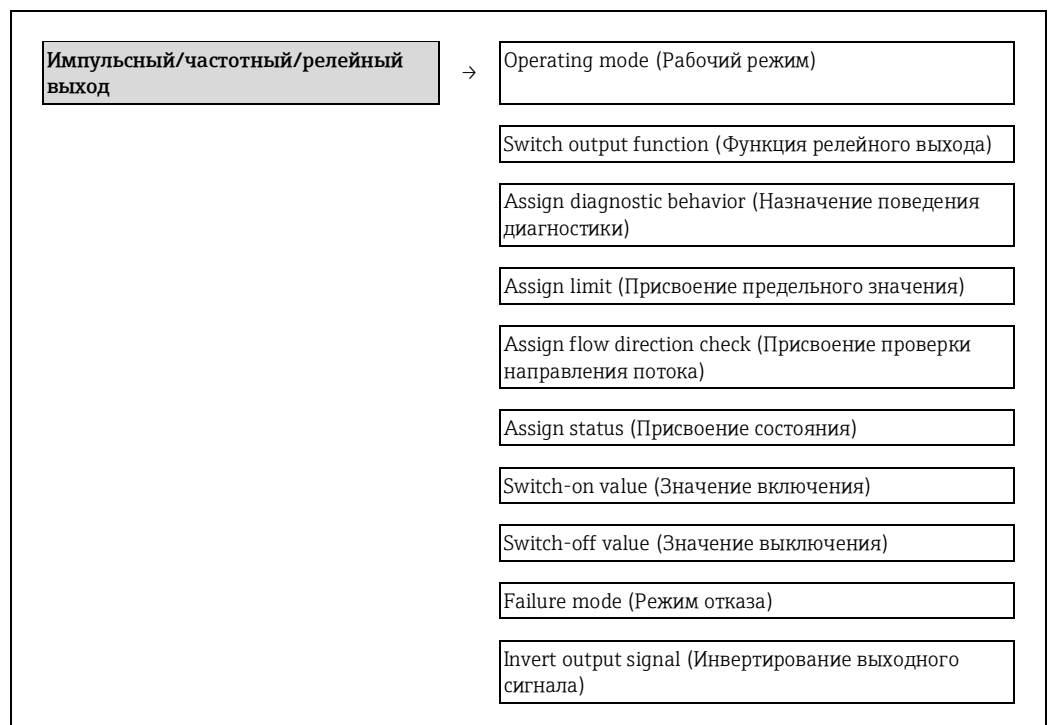 Импульсный/частотный/релейный
выход
→
Operating mode (Рабочий режим)
Switch output function (Функция релейного выхода)
Assign diagnostic behavior (Назначение поведения
диагностики)
Assign limit (Присвоение предельного значения)
Assign flow direction check (Присвоение проверки
направления потока)
Assign status (Присвоение состояния)
Switch-on value (Значение включения)
Switch-off value (Значение выключения)
Failure mode (Режим отказа)
Invert output signal (Инвертирование выходного
сигнала)